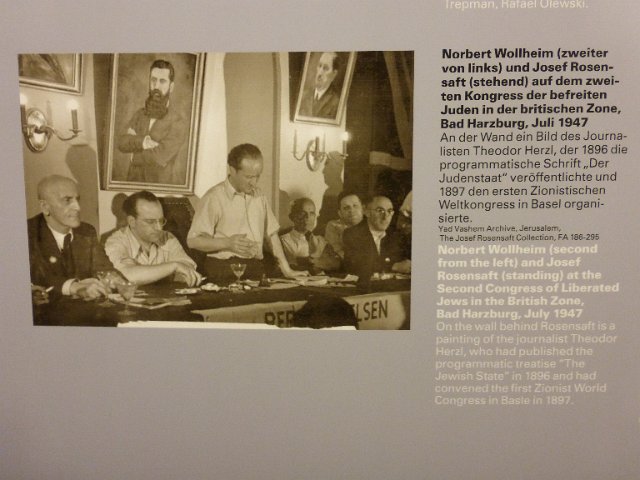 Trepman, Rafael Olewski.
Norbert Wollheim (zweiter
von links) und Josef Rosen-
saft (stehend) auf dem zwei-
ten Kongress der befreiten
Juden in der britischen Zone,
Bad Harzburg, Juli 1947
An der Wand ein Bild des Journa-
listen Theodor Herzl, der 1896 die
programmatische Schrift „Der
Judenstaat“ veröffentlichte und
1897 den ersten Zionistischen
Weltkongress in Basel organi-
sierte.
Yad Vashem Archive, Jerusalem,
The Josef Rosensaft Collection, FA 186-295
Norbert Wollheim (second
from the left) and Josef
Rosensaft (standing) at the
Second Congress of Liberated
Jews in the British Zone,
Bad Harzburg, July 1947
On the wall behind Rosensaft is a
painting of the journalist Theodor
Herzl, who had published the
programmatic treatise "The
Jewish State" in 1896 and had
convened the first Zionist World
Congress in Basle in 1897.